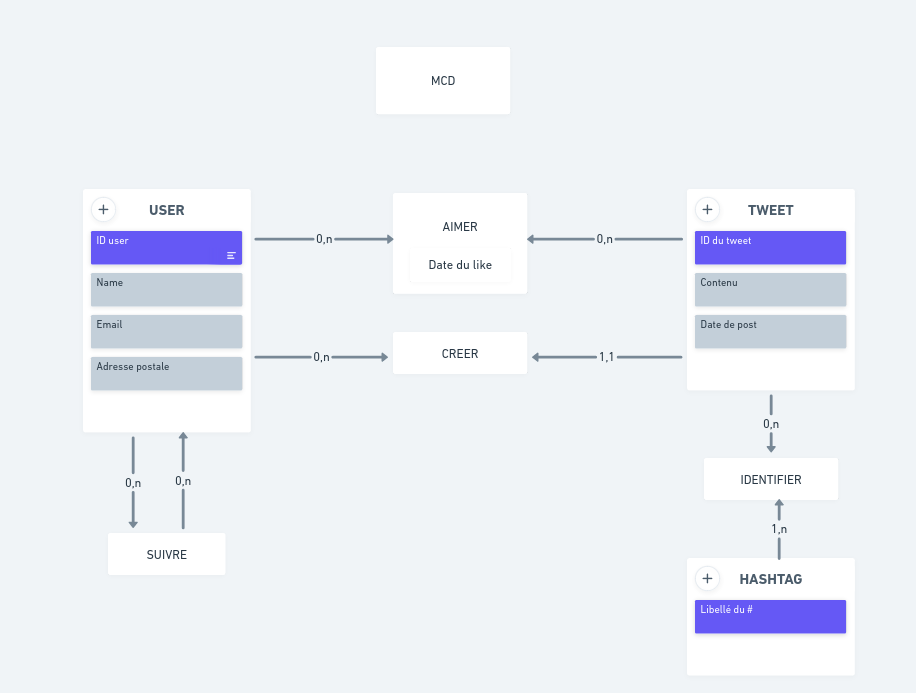 MCD
USER
ID user
Name
Email
Adresse postale
0,n
AIMER
Date du like
0,n
TWEET
ID du tweet
Contenu
Date de post
0,n
CREER
1,1
0,n
0,n
SUIVRE
0,n
IDENTIFIER
1,n
HASHTAG
Libellé du #